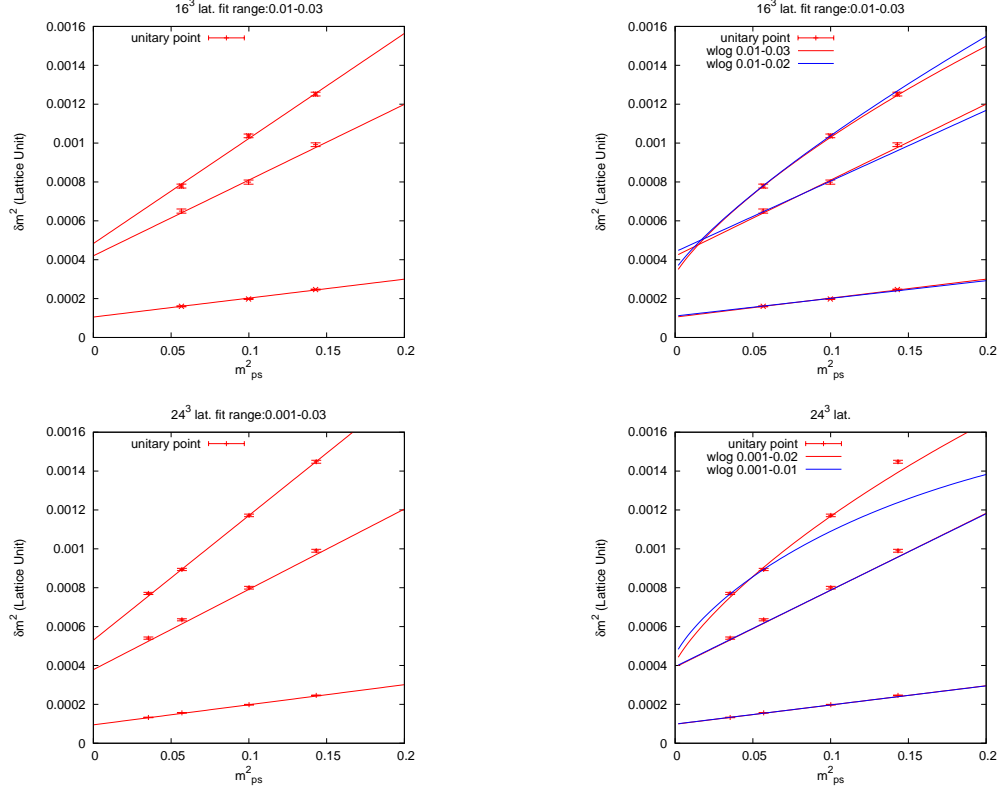 16³ lat. fit range:0.01-0.03
0.0016
0.0014
0.0012
0.001
0.0008
0.0006
0.0004
0.0002
0
δm² (Lattice Unit)
unitary point
0 0.05 0.1 0.15 0.2
m²ps
16³ lat. fit range:0.01-0.03
0.0016
0.0014
0.0012
0.001
0.0008
0.0006
0.0004
0.0002
0
δm² (Lattice Unit)
unitary point
wlog 0.01-0.03
wlog 0.01-0.02
0 0.05 0.1 0.15 0.2
m²ps
24³ lat. fit range:0.001-0.03
0.0016
0.0014
0.0012
0.001
0.0008
0.0006
0.0004
0.0002
0
δm² (Lattice Unit)
unitary point
0 0.05 0.1 0.15 0.2
m²ps
24³ lat.
0.0016
0.0014
0.0012
0.001
0.0008
0.0006
0.0004
0.0002
0
δm² (Lattice Unit)
unitary point
wlog 0.001-0.02
wlog 0.001-0.01
0 0.05 0.1 0.15 0.2
m²ps